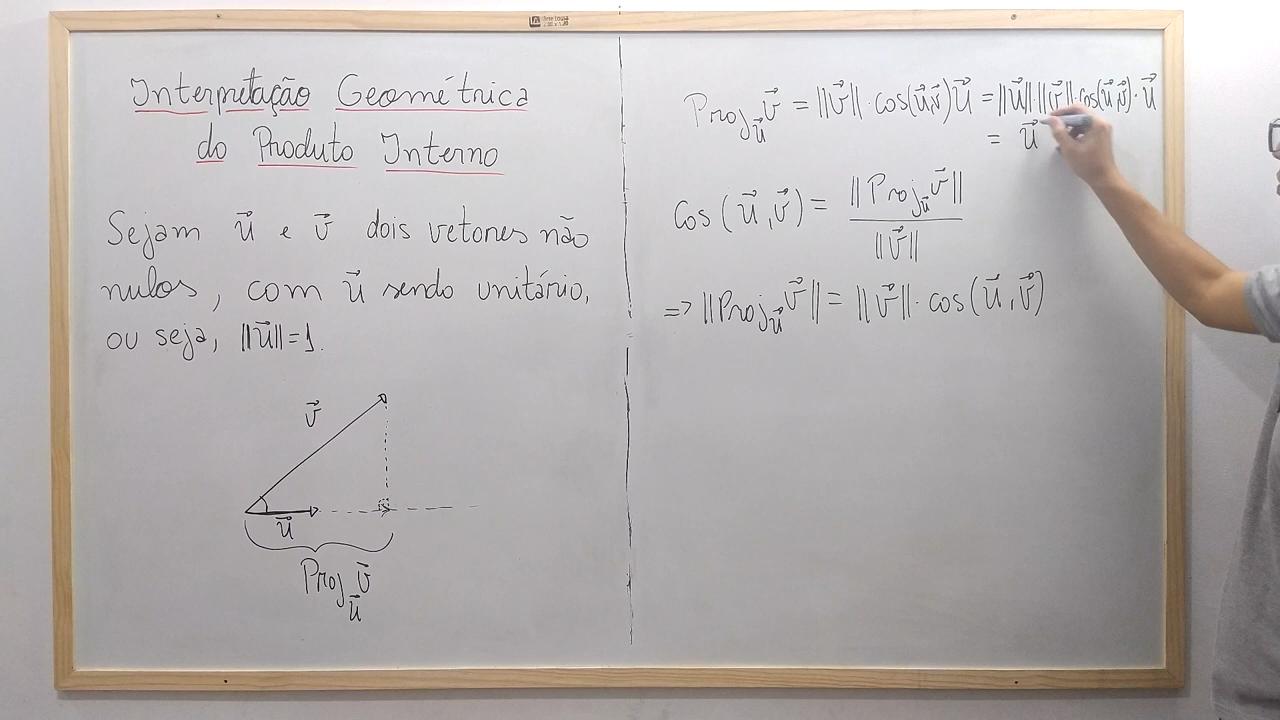 Interpretação Geométrica
do Produto Interno
Sejam u⃗ e v⃗ dois vetores não
nulos, com u⃗ sendo unitário,
ou seja, ||u⃗||=1.
v⃗
u⃗
Proj_u⃗ v⃗
Proj_u⃗ v⃗ = ||v⃗||·cos(u⃗,v⃗)u⃗ = ||u⃗||·||v⃗||·cos(u⃗,v⃗)·u⃗
= u⃗
cos(u⃗,v⃗) = ||Proj_u⃗ v⃗|| / ||v⃗||
=> ||Proj_u⃗ v⃗|| = ||v⃗||·cos(u⃗,v⃗)